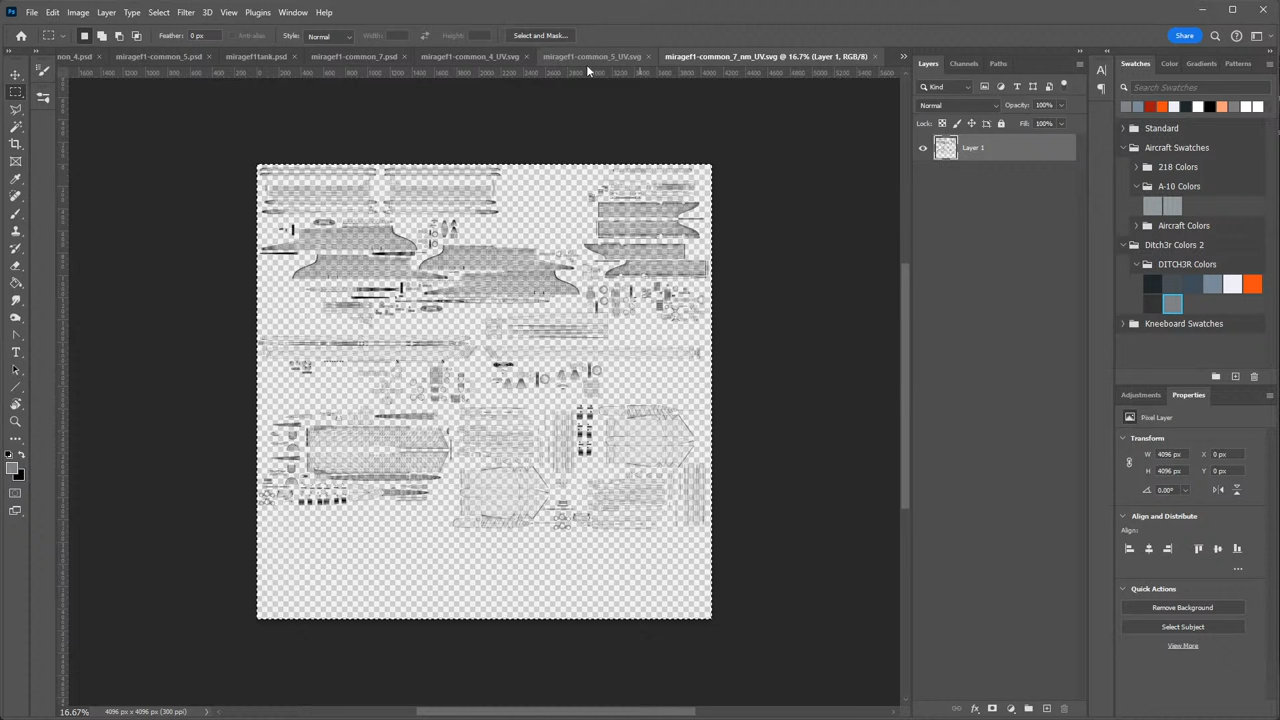 Ps File Edit Image Layer Type Select Filter 3D View Plugins Window Help
Feather: 0 px Anti-alias Style: Normal Width: Height: Select and Mask... Share
non_4.psd × miragef1-common_5.psd × miragef1tank.psd × miragef1-common_7.psd × miragef1-common_4_UV.svg × miragef1-common_5_UV.svg × miragef1-common_7_nm_UV.svg @ 16.7% (Layer 1, RGB/8) ×
Layers Channels Paths
Kind
Normal Opacity: 100%
Lock: Fill: 100%
Layer 1
Swatches Color Gradients Patterns
Search Swatches
Standard
Aircraft Swatches
218 Colors
A-10 Colors
Aircraft Colors
Ditch3r Colors 2
DITCH3R Colors
Kneeboard Swatches
Adjustments Properties
Pixel Layer
Transform
W 4096 px X 0 px
H 4096 px Y 0 px
0.00°
Align and Distribute
Align:
Quick Actions
Remove Background
Select Subject
View More
16.67% 4096 px x 4096 px (300 ppi)